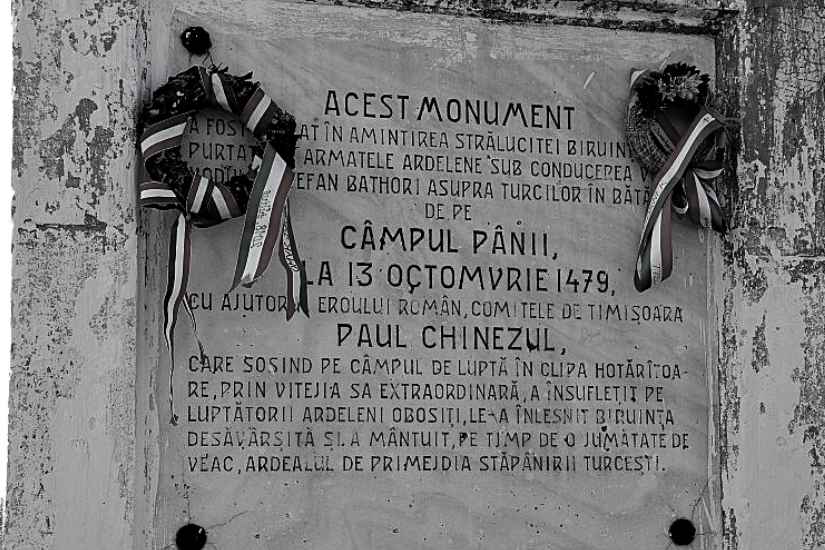 ACEST MONUMENT
A FOST AT ÎN AMINTIREA STRĂLUCITEI BIRUIN
PURTA ARMATELE ARDELENE SUB CONDUCEREA V
VODU EFAN BATHORI ASUPRA TURCILOR ÎN BĂTĂ
DE PE
CÂMPUL PÂNII,
LA 13 OCTOMVRIE 1479,
CU AJUTOR EROULUI ROMÂN, COMITELE DE TIMIȘOARA
PAUL CHINEZUL,
CARE SOSIND PE CÂMPUL DE LUPTĂ ÎN CLIPA HOTĂRÎTOA-
RE, PRIN VITEJIA SA EXTRAORDINARĂ, A ÎNSUFLEȚIT PE
LUPTĂTORII ARDELENI OBOSIȚI, LE-A ÎNLESNIT BIRUINȚA
DESĂVÂRȘITĂ ȘI A MÂNTUIT, PE TIMP DE O JUMĂTATE DE
VEAC, ARDEALUL DE PRIMEJDIA STĂPÂNIRII TURCEȘTI.